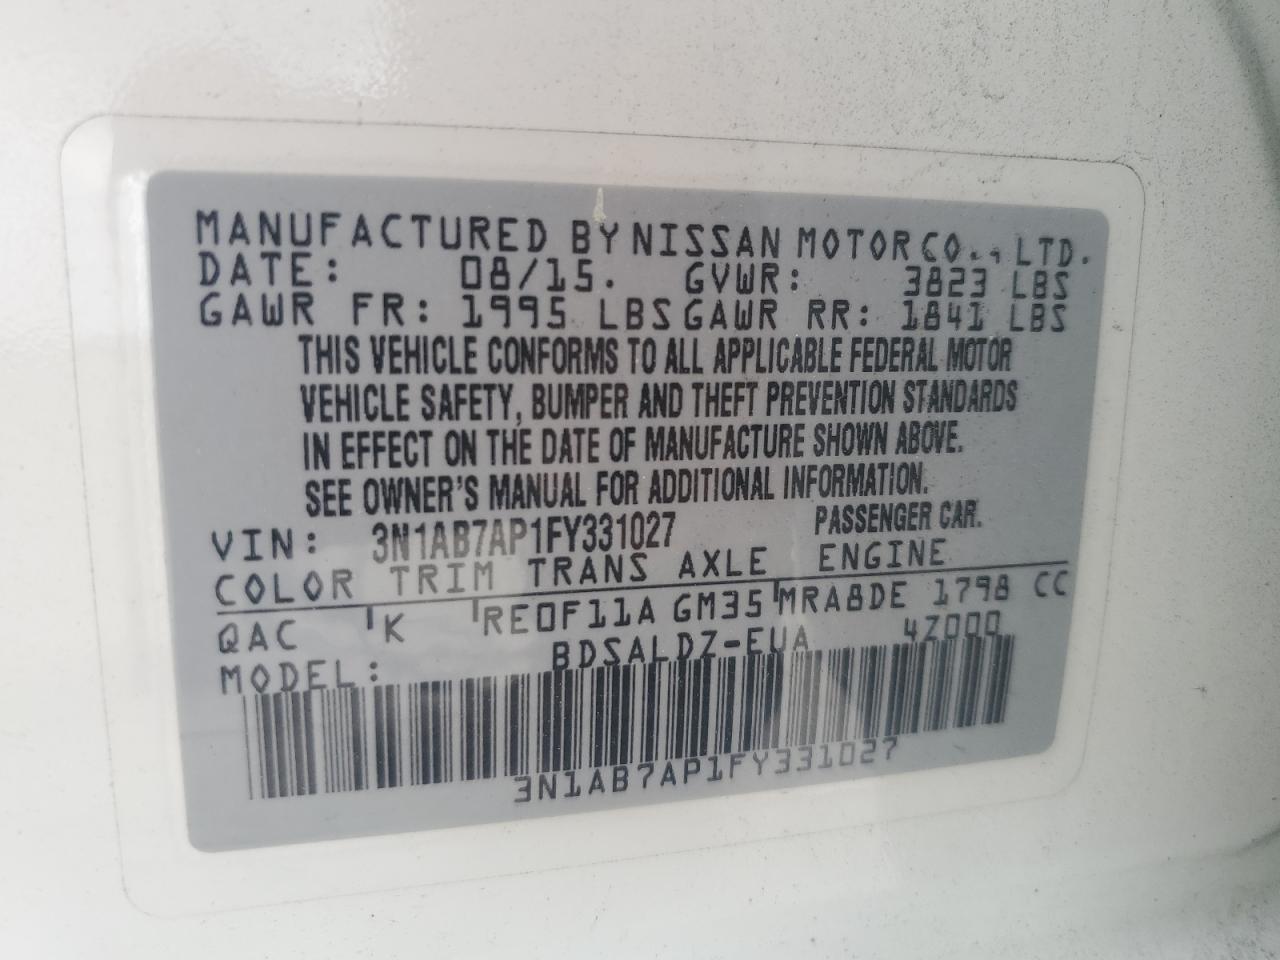 MANUFACTURED BY NISSAN MOTOR CO., LTD.
DATE: 08/15. GVWR: 3823 LBS
GAWR FR: 1995 LBS GAWR RR: 1841 LBS
THIS VEHICLE CONFORMS TO ALL APPLICABLE FEDERAL MOTOR
VEHICLE SAFETY, BUMPER AND THEFT PREVENTION STANDARDS
IN EFFECT ON THE DATE OF MANUFACTURE SHOWN ABOVE.
SEE OWNER'S MANUAL FOR ADDITIONAL INFORMATION.
VIN: 3N1AB7AP1FY331027 PASSENGER CAR.
COLOR TRIM TRANS AXLE ENGINE
QAC K RE0F11A GM35 MRA8DE 1798 CC
MODEL: BDSALDZ-EUA 4Z000
3N1AB7AP1FY331027